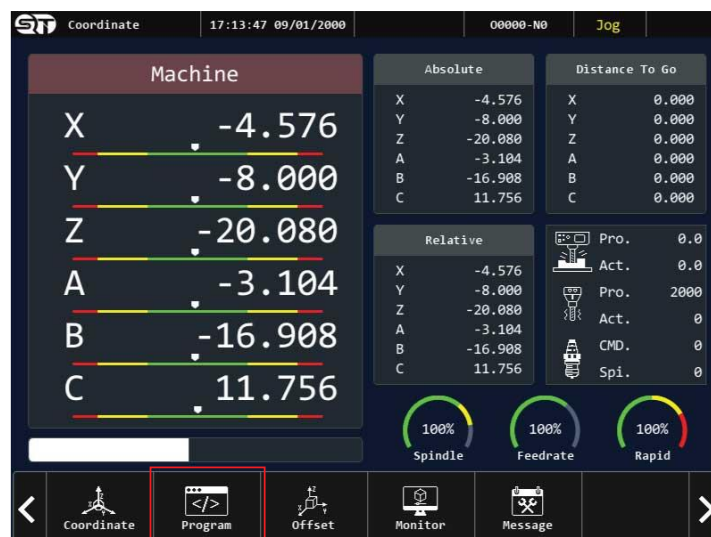 Coordinate 17:13:47 09/01/2000 O0000-N0 Jog
Machine
X -4.576
Y -8.000
Z -20.080
A -3.104
B -16.908
C 11.756
Absolute
X -4.576
Y -8.000
Z -20.080
A -3.104
B -16.908
C 11.756
Distance To Go
X 0.000
Y 0.000
Z 0.000
A 0.000
B 0.000
C 0.000
Relative
X -4.576
Y -8.000
Z -20.080
A -3.104
B -16.908
C 11.756
Pro. 0.0
Act. 0.0
Pro. 2000
Act. 0
CMD. 0
Spi. 0
100% 100% 100%
Spindle Feedrate Rapid
Coordinate Program Offset Monitor Message